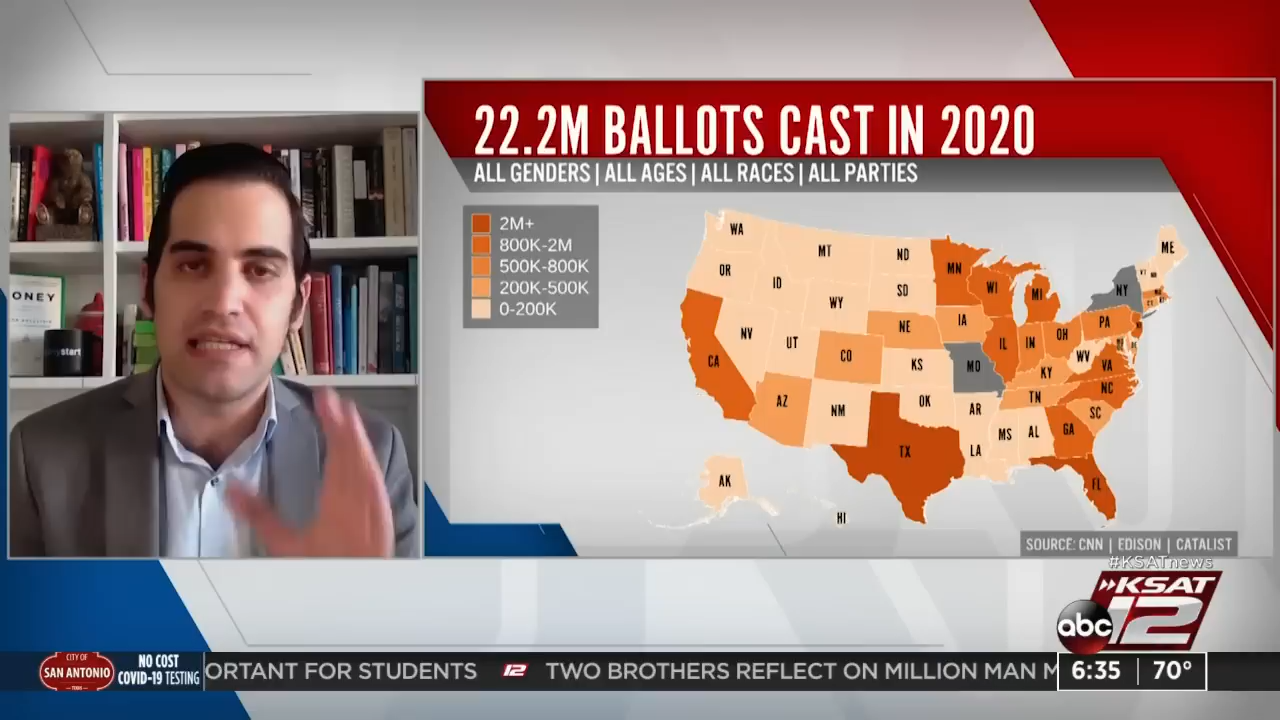 22.2M BALLOTS CAST IN 2020
ALL GENDERS | ALL AGES | ALL RACES | ALL PARTIES
2M+
800K-2M
500K-800K
200K-500K
0-200K
WA
MT
ND
MN
ME
OR
ID
SD
WI
MI
NY
VT
WY
NE
IA
PA
NV
UT
CO
KS
MO
IL
IN
OH
WV
VA
CA
KY
NC
AZ
NM
OK
AR
TN
SC
TX
LA
MS
AL
GA
AK
HI
FL
SOURCE: CNN | EDISON | CATALIST
#KSATnews
KSAT
abc 12
ONEY
start
CITY OF
SAN ANTONIO
TEXAS
NO COST
COVID-19 TESTING
ORTANT FOR STUDENTS 12 TWO BROTHERS REFLECT ON MILLION MAN M
6:35 70°